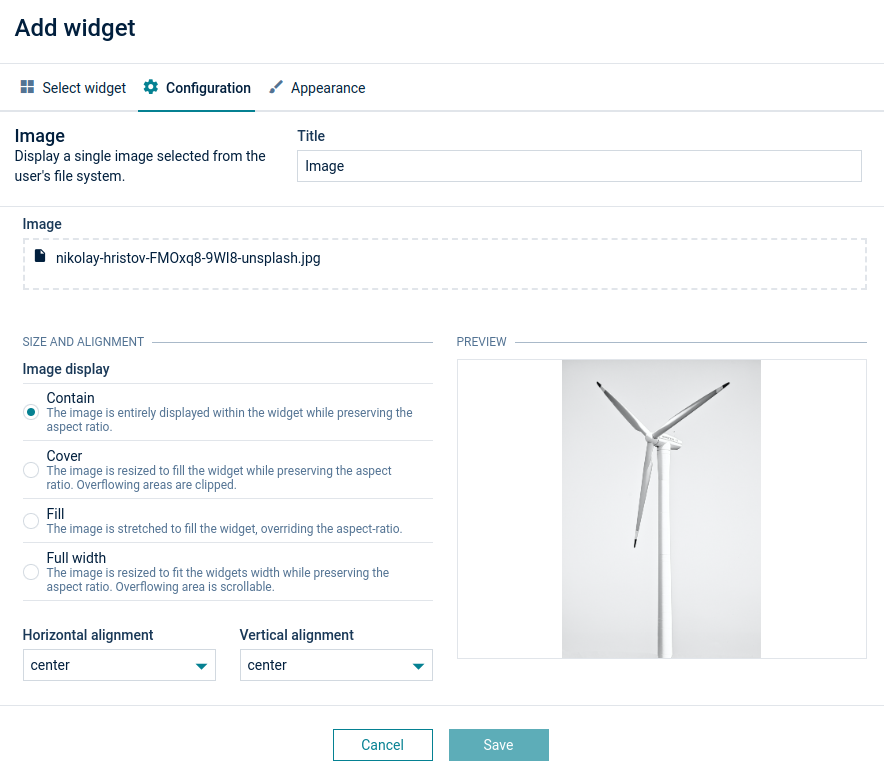 Add widget
Select widget
Configuration
Appearance
Image
Display a single image selected from the
user's file system.
Title
Image
Image
nikolay-hristov-FMOxq8-9WI8-unsplash.jpg
SIZE AND ALIGNMENT
Image display
Contain
The image is entirely displayed within the widget while preserving the
aspect ratio.
Cover
The image is resized to fill the widget while preserving the aspect
ratio. Overflowing areas are clipped.
Fill
The image is stretched to fill the widget, overriding the aspect-ratio.
Full width
The image is resized to fit the widgets width while preserving the
aspect ratio. Overflowing area is scrollable.
Horizontal alignment
center
Vertical alignment
center
PREVIEW
Cancel
Save